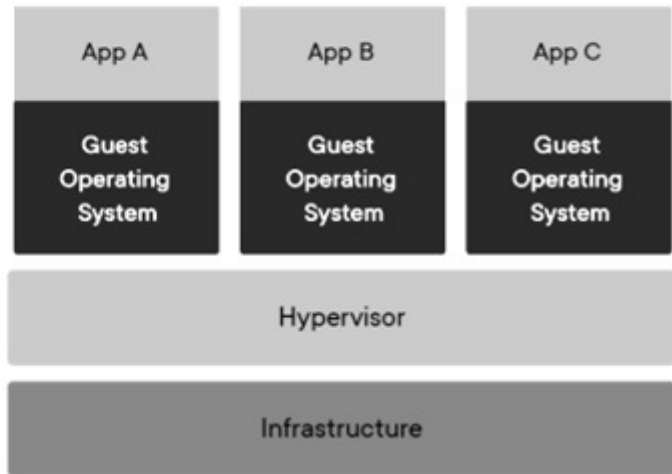 App A
App B
App C
Guest
Operating
System
Guest
Operating
System
Guest
Operating
System
Hypervisor
Infrastructure